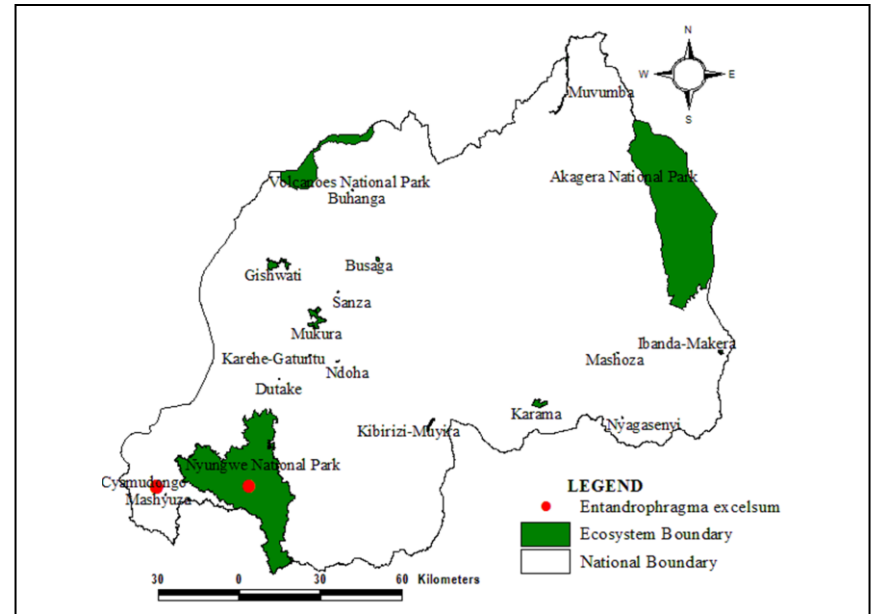 N
W E
S
Muvumba
Volcanoes National Park
Akagera National Park
Buhanga
Gishwati
Busaga
Sanza
Mukura
Ibanda-Makera
Karehe-Gaturitu
Mashoza
Ndoha
Dutake
Karama
Kibirizi-Muyira
Nyagasenyi
Nyungwe National Park
Cyamudongo
Mashyuza
LEGEND
Entandrophragma excelsum
Ecosystem Boundary
National Boundary
30 0 30 60 Kilometers